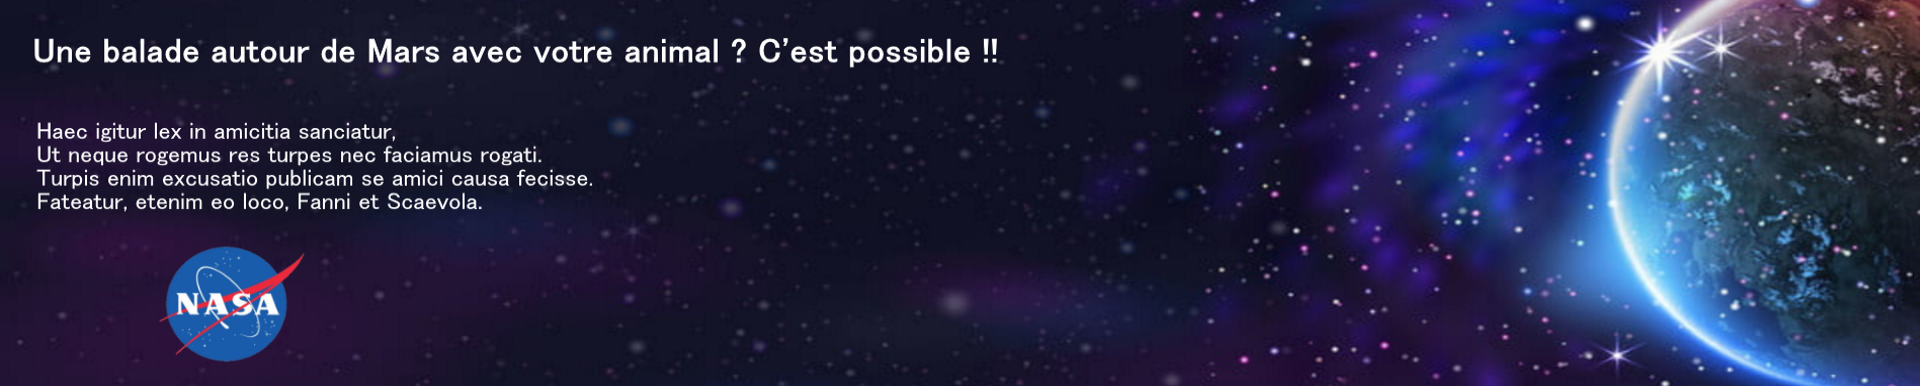 Une balade autour de Mars avec votre animal ? C'est possible !!
Haec igitur lex in amicitia sanciatur,
Ut neque rogemus res turpes nec faciamus rogati.
Turpis enim excusatio publicam se amici causa fecisse.
Fateatur, etenim eo loco, Fanni et Scaevola.
NASA